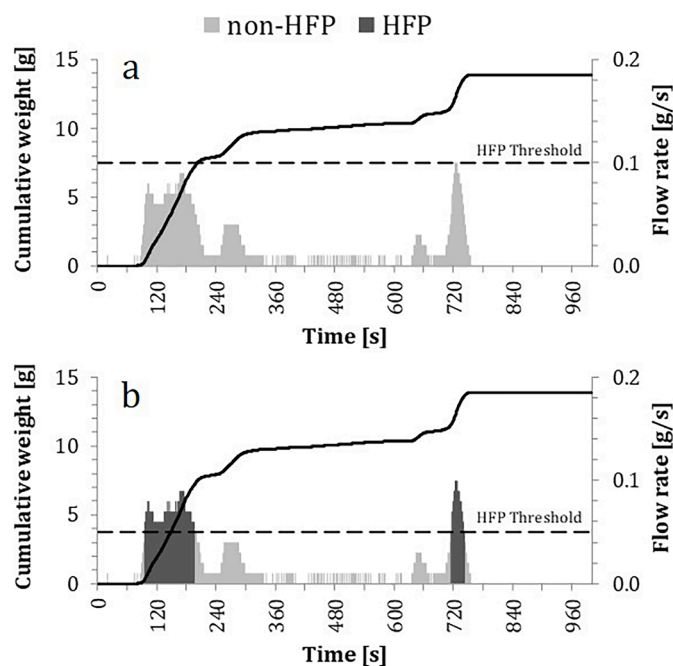 non-HFP HFP
a
Cumulative weight [g]
15
10
5
0
HFP Threshold
0.2
0.1
0.0
Flow rate [g/s]
0 120 240 360 480 600 720 840 960
Time [s]
b
Cumulative weight [g]
15
10
5
0
HFP Threshold
0.2
0.1
0.0
Flow rate [g/s]
0 120 240 360 480 600 720 840 960
Time [s]